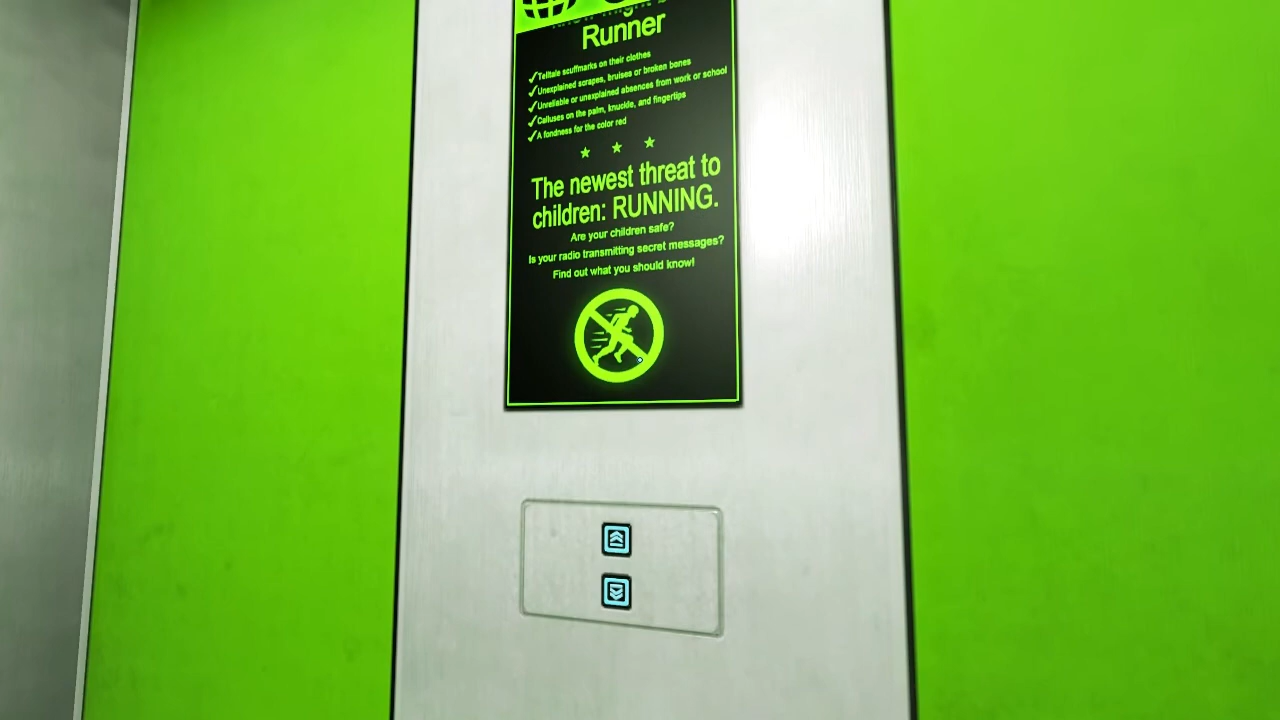 Runner
Telltale scuffmarks on their clothes
Unexplained scrapes, bruises or broken bones
Unreliable or unexplained absences from work or school
Calluses on the palm, knuckle, and fingertips
A fondness for the color red
The newest threat to
children: RUNNING.
Are your children safe?
Is your radio transmitting secret messages?
Find out what you should know!